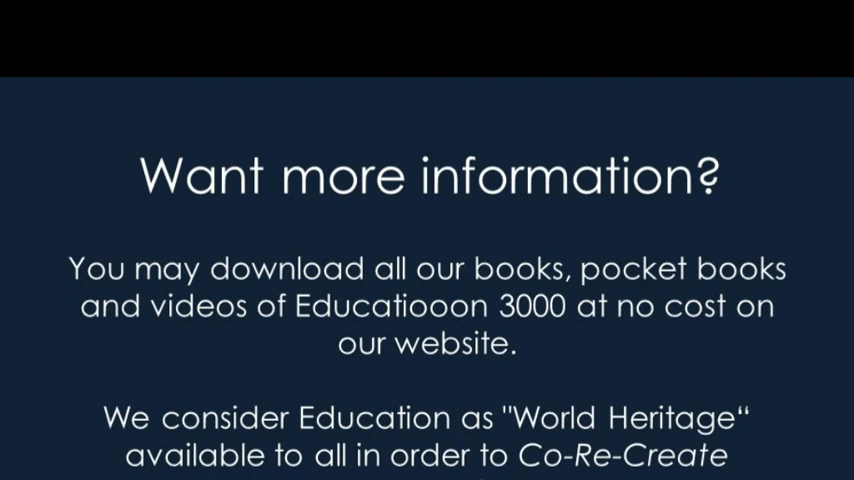 Want more information?
You may download all our books, pocket books
and videos of Educatiooon 3000 at no cost on
our website.
We consider Education as "World Heritage“
available to all in order to Co-Re-Create